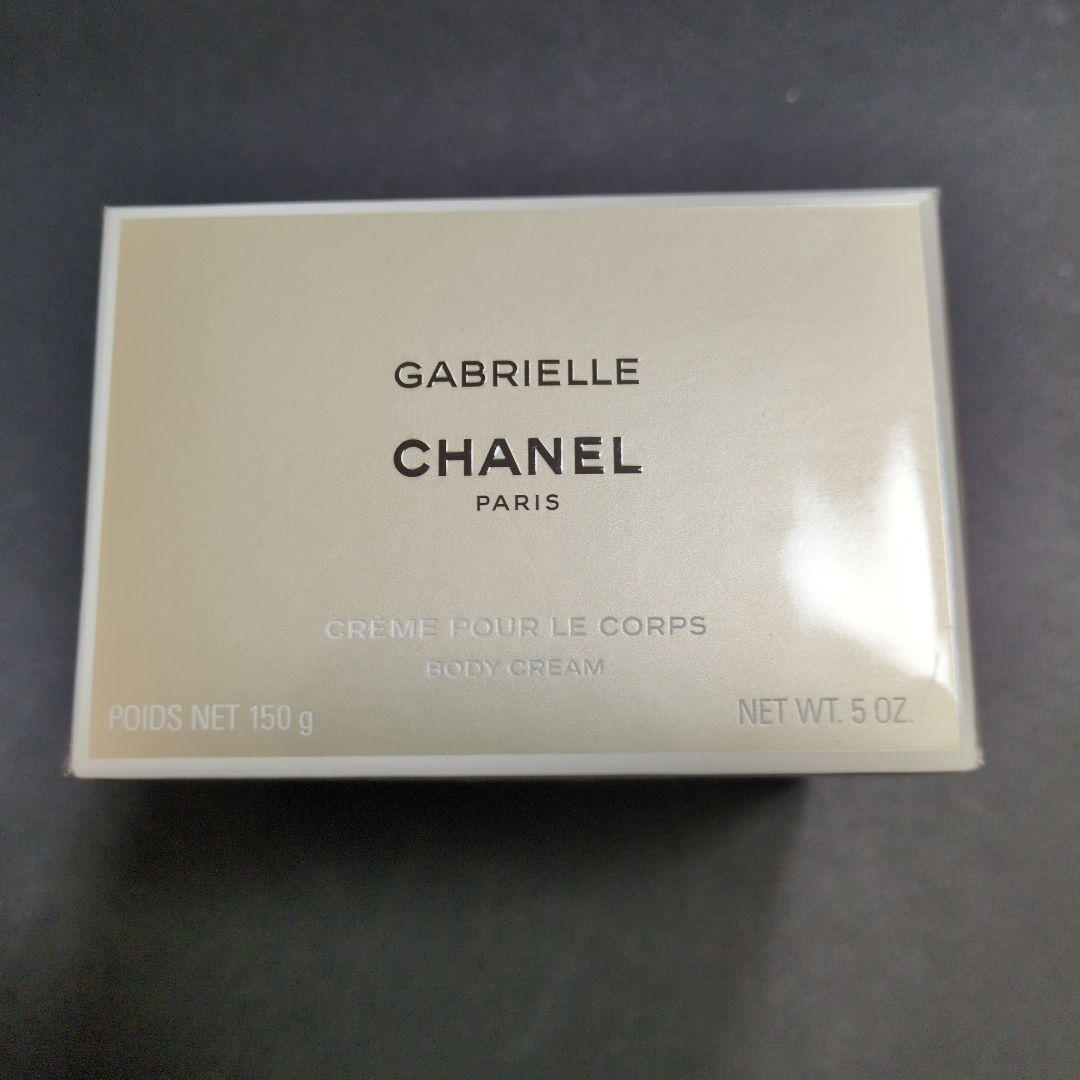 GABRIELLE
CHANEL
PARIS
CRÈME POUR LE CORPS
BODY CREAM
POIDS NET 150 g
NET WT. 5 OZ.